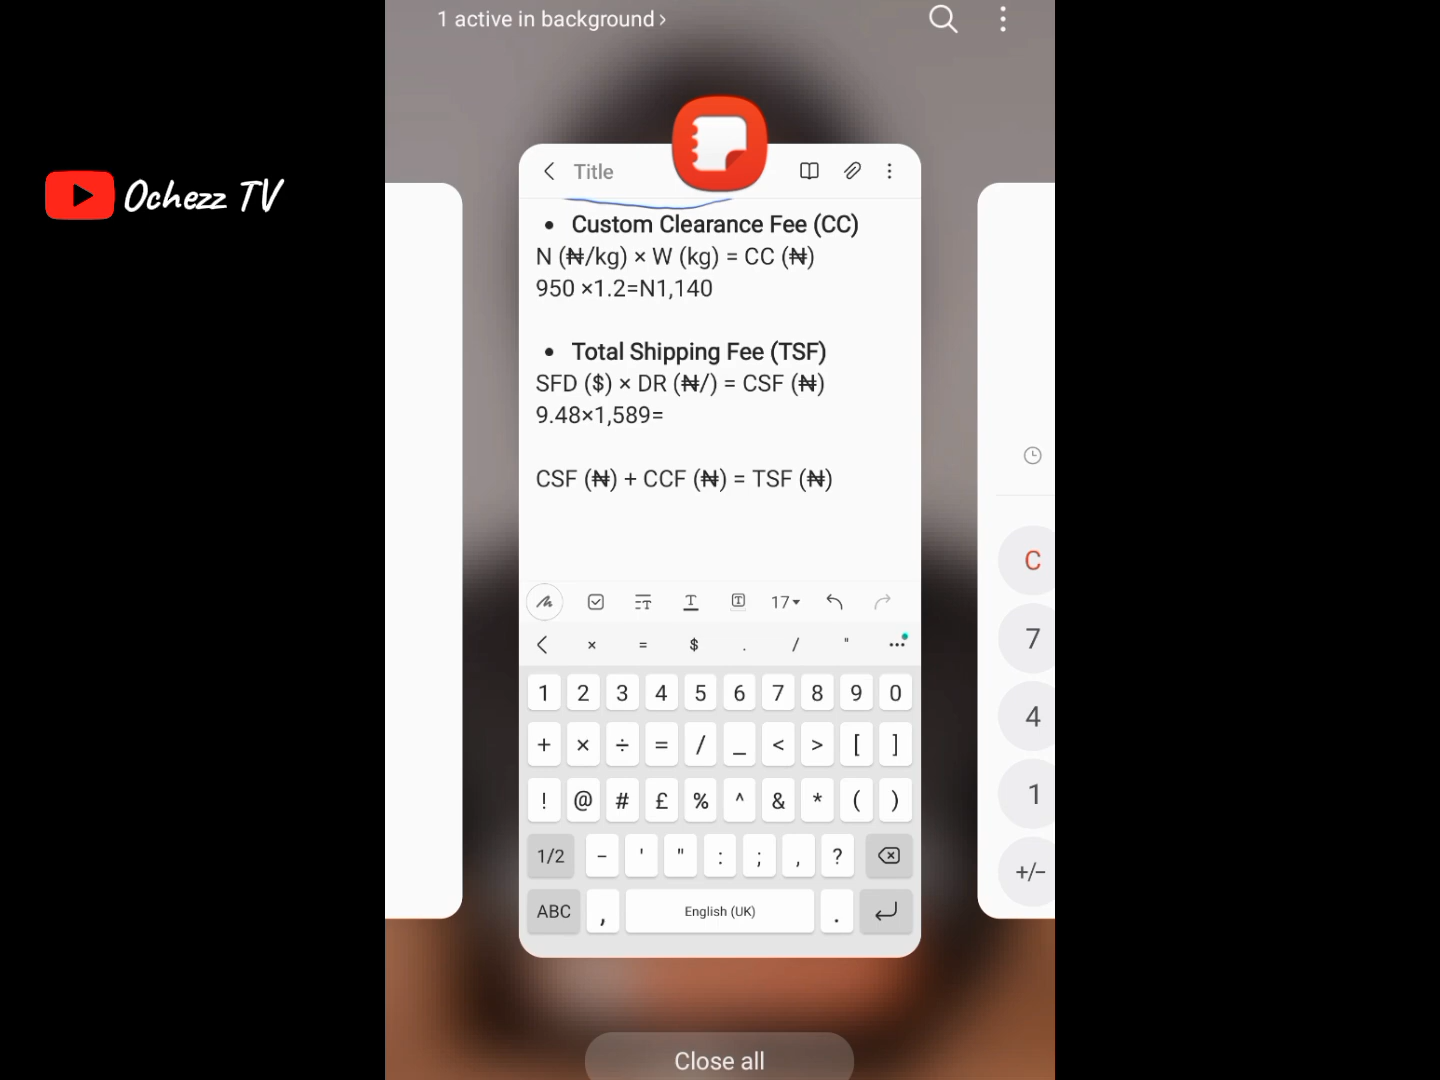 1 active in background ›
Ochezz TV
Title
• Custom Clearance Fee (CC)
N (₦/kg) × W (kg) = CC (₦)
950 ×1.2=N1,140
• Total Shipping Fee (TSF)
SFD ($) × DR (₦/) = CSF (₦)
9.48×1,589=
CSF (₦) + CCF (₦) = TSF (₦)
17
× = $ . / " ...
1 2 3 4 5 6 7 8 9 0
+ × ÷ = / _ < > [ ]
! @ # £ % ^ & * ( )
1/2 - ' " : ; , ?
ABC , English (UK) .
C
7
4
1
+/−
Close all